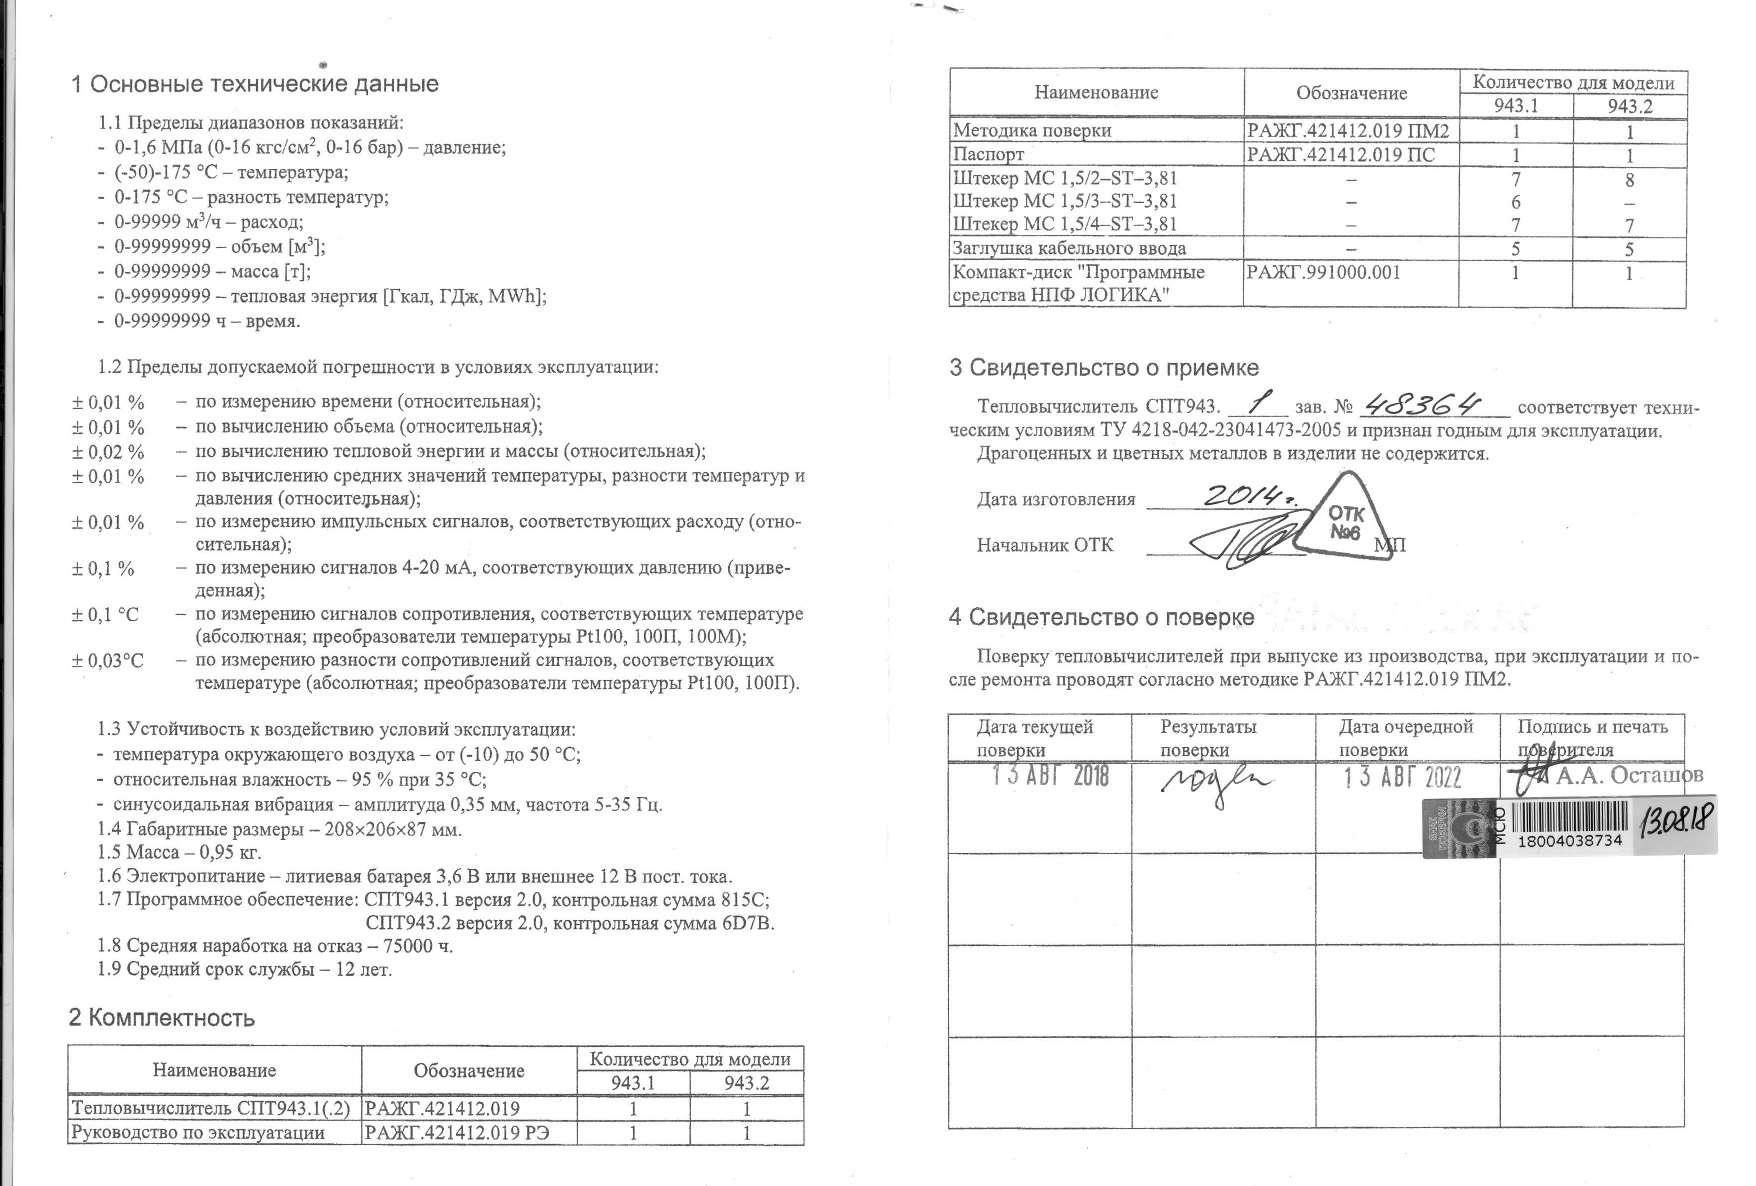 1 Основные технические данные
1.1 Пределы диапазонов показаний:
- 0-1,6 МПа (0-16 кгс/см², 0-16 бар) – давление;
- (-50)-175 °С – температура;
- 0-175 °С – разность температур;
- 0-99999 м³/ч – расход;
- 0-99999999 – объем [м³];
- 0-99999999 – масса [т];
- 0-99999999 – тепловая энергия [Гкал, ГДж, MWh];
- 0-99999999 ч – время.
1.2 Пределы допускаемой погрешности в условиях эксплуатации:
± 0,01 % – по измерению времени (относительная);
± 0,01 % – по вычислению объема (относительная);
± 0,02 % – по вычислению тепловой энергии и массы (относительная);
± 0,01 % – по вычислению средних значений температуры, разности температур и
давления (относительная);
± 0,01 % – по измерению импульсных сигналов, соответствующих расходу (отно-
сительная);
± 0,1 % – по измерению сигналов 4-20 мА, соответствующих давлению (приве-
денная);
± 0,1 °С – по измерению сигналов сопротивления, соответствующих температуре
(абсолютная; преобразователи температуры Pt100, 100П, 100М);
± 0,03°С – по измерению разности сопротивлений сигналов, соответствующих
температуре (абсолютная; преобразователи температуры Pt100, 100П).
1.3 Устойчивость к воздействию условий эксплуатации:
- температура окружающего воздуха – от (-10) до 50 °С;
- относительная влажность – 95 % при 35 °С;
- синусоидальная вибрация – амплитуда 0,35 мм, частота 5-35 Гц.
1.4 Габаритные размеры – 208×206×87 мм.
1.5 Масса – 0,95 кг.
1.6 Электропитание – литиевая батарея 3,6 В или внешнее 12 В пост. тока.
1.7 Программное обеспечение: СПТ943.1 версия 2.0, контрольная сумма 815С;
СПТ943.2 версия 2.0, контрольная сумма 6D7B.
1.8 Средняя наработка на отказ – 75000 ч.
1.9 Средний срок службы – 12 лет.
2 Комплектность
Наименование Обозначение Количество для модели
943.1 943.2
Тепловычислитель СПТ943.1(.2) РАЖГ.421412.019 1 1
Руководство по эксплуатации РАЖГ.421412.019 РЭ 1 1
Наименование Обозначение Количество для модели
943.1 943.2
Методика поверки РАЖГ.421412.019 ПМ2 1 1
Паспорт РАЖГ.421412.019 ПС 1 1
Штекер МС 1,5/2–ST–3,81 – 7 8
Штекер МС 1,5/3–ST–3,81 – 6 –
Штекер МС 1,5/4–ST–3,81 – 7 7
Заглушка кабельного ввода – 5 5
Компакт-диск "Программные РАЖГ.991000.001 1 1
средства НПФ ЛОГИКА"
3 Свидетельство о приемке
Тепловычислитель СПТ943. 1 зав. № 48364 соответствует техни-
ческим условиям ТУ 4218-042-23041473-2005 и признан годным для эксплуатации.
Драгоценных и цветных металлов в изделии не содержится.
Дата изготовления 2014г.
ОТК
№6
Начальник ОТК МП
4 Свидетельство о поверке
Поверку тепловычислителей при выпуске из производства, при эксплуатации и по-
сле ремонта проводят согласно методике РАЖГ.421412.019 ПМ2.
Дата текущей Результаты Дата очередной Подпись и печать
поверки поверки поверки поверителя
13 АВГ 2018 годен 13 АВГ 2022 А.А. Осташов
ЗНАК ПОВЕРКИ МСЮ 18004038734 13.08.18